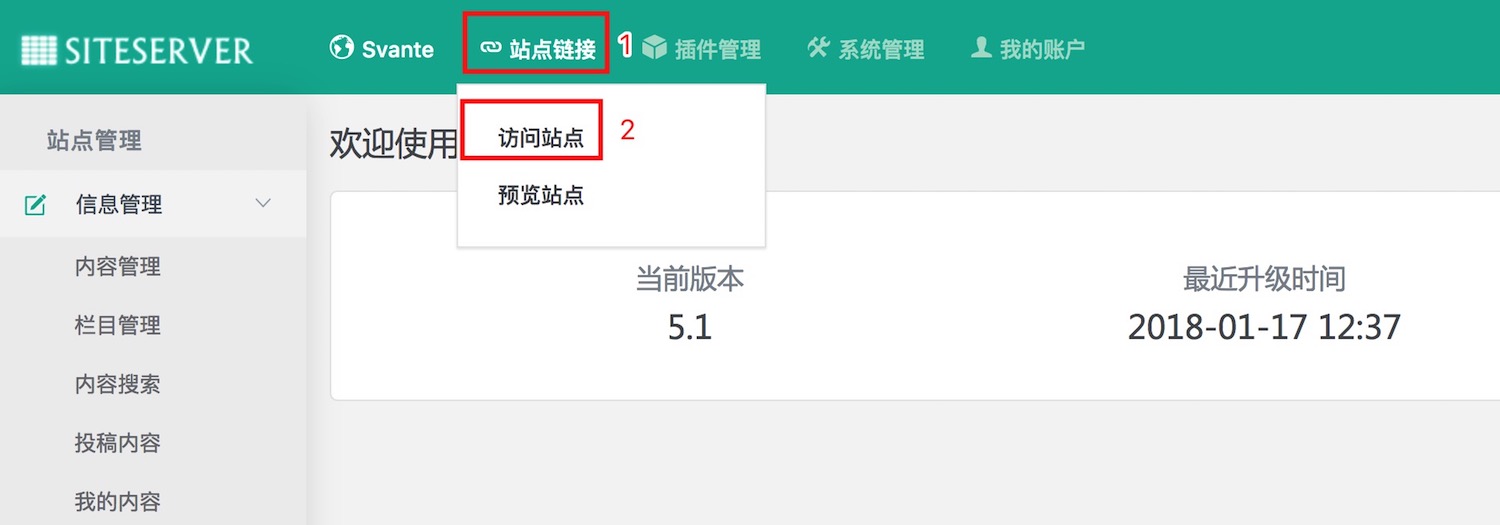 SITESERVER
Svante
站点链接
1
插件管理
系统管理
我的账户
站点管理
信息管理
内容管理
栏目管理
内容搜索
投稿内容
我的内容
欢迎使用
访问站点
2
预览站点
当前版本
5.1
最近升级时间
2018-01-17 12:37